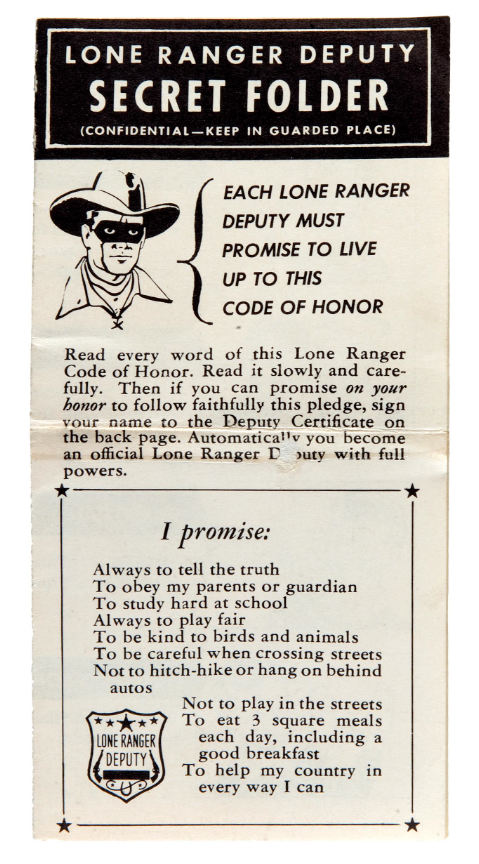 LONE RANGER DEPUTY
SECRET FOLDER
(CONFIDENTIAL—KEEP IN GUARDED PLACE)
EACH LONE RANGER
DEPUTY MUST
PROMISE TO LIVE
UP TO THIS
CODE OF HONOR
Read every word of this Lone Ranger
Code of Honor. Read it slowly and care-
fully. Then if you can promise on your
honor to follow faithfully this pledge, sign
your name to the Deputy Certificate on
the back page. Automatically you become
an official Lone Ranger Deputy with full
powers.
I promise:
Always to tell the truth
To obey my parents or guardian
To study hard at school
Always to play fair
To be kind to birds and animals
To be careful when crossing streets
Not to hitch-hike or hang on behind
autos
Not to play in the streets
To eat 3 square meals
each day, including a
good breakfast
To help my country in
every way I can
LONE RANGER
DEPUTY